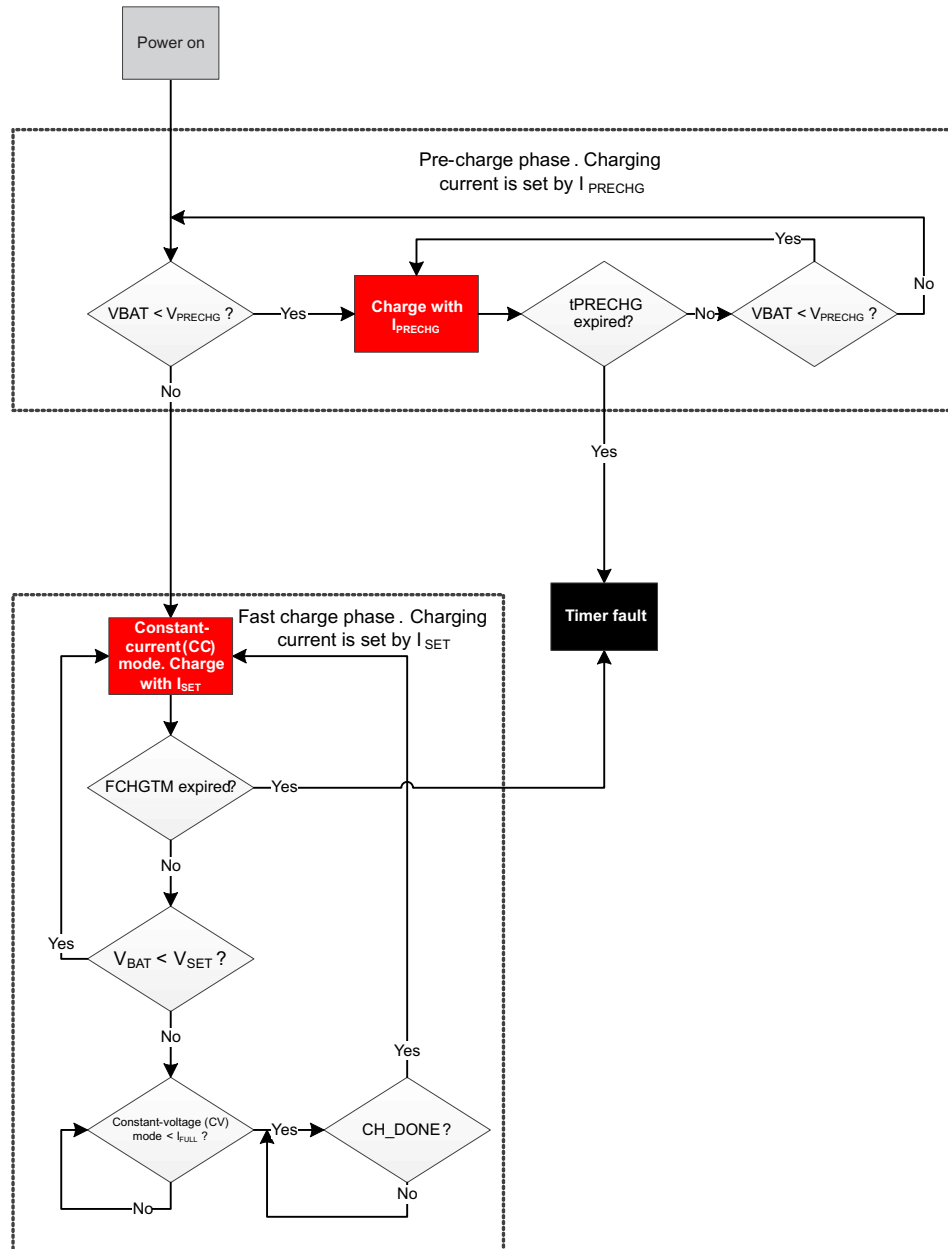 Power on
Pre-charge phase . Charging
current is set by I PRECHG
Yes
No
VBAT < VPRECHG ?
Yes
Charge with
IPRECHG
tPRECHG
expired?
No
VBAT < VPRECHG ?
No
Yes
Timer fault
Fast charge phase . Charging
current is set by I SET
Constant-
current (CC)
mode. Charge
with ISET
FCHGTM expired?
Yes
No
Yes
VBAT < VSET ?
No
Yes
Constant-voltage (CV)
mode < IFULL ?
Yes
CH_DONE ?
No
No